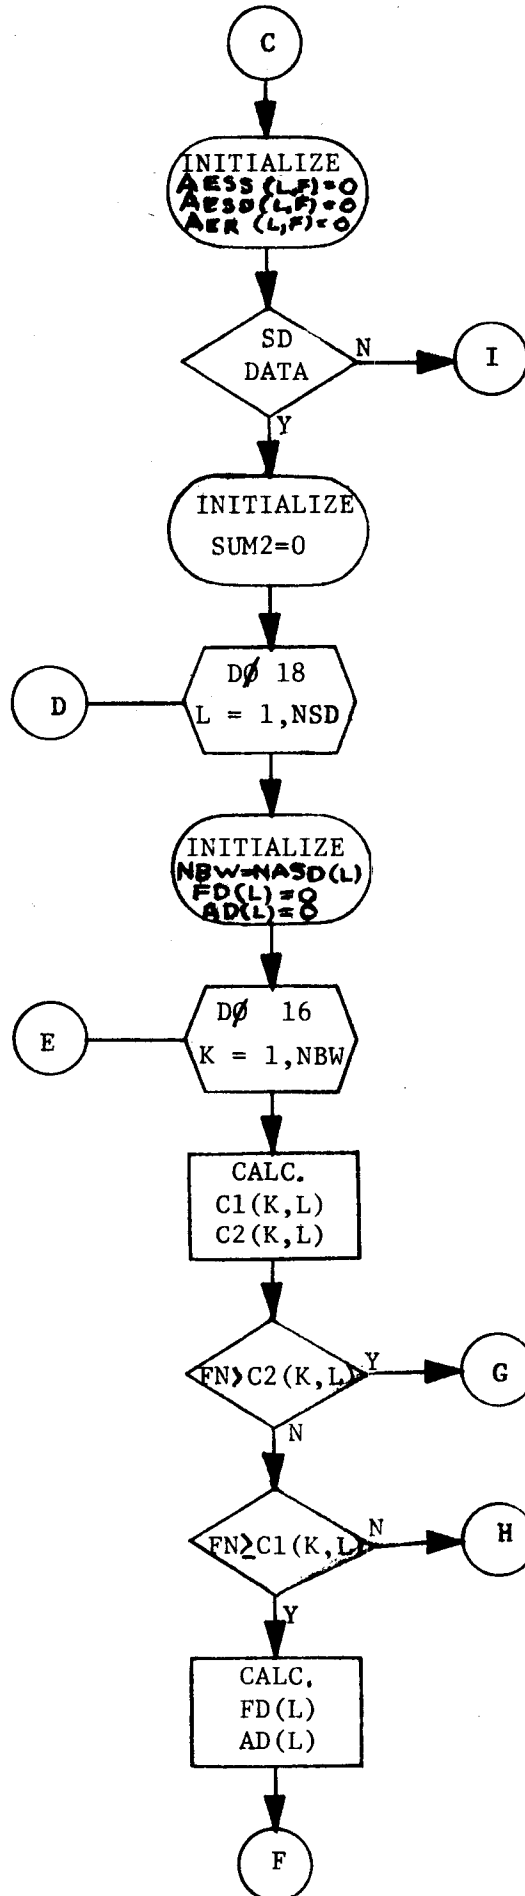 C
INITIALIZE
AESS (L,F)=0
AESD (L,F)=0
AER (L,F)=0
SD
DATA
N
I
Y
INITIALIZE
SUM2=0
DØ 18
L = 1,NSD
D
INITIALIZE
NBW=NASD(L)
FD(L)=0
AD(L)=0
DØ 16
K = 1,NBW
E
CALC.
C1(K,L)
C2(K,L)
FN>C2(K,L)
Y
G
N
FN≥C1(K,L)
N
H
Y
CALC.
FD(L)
AD(L)
F